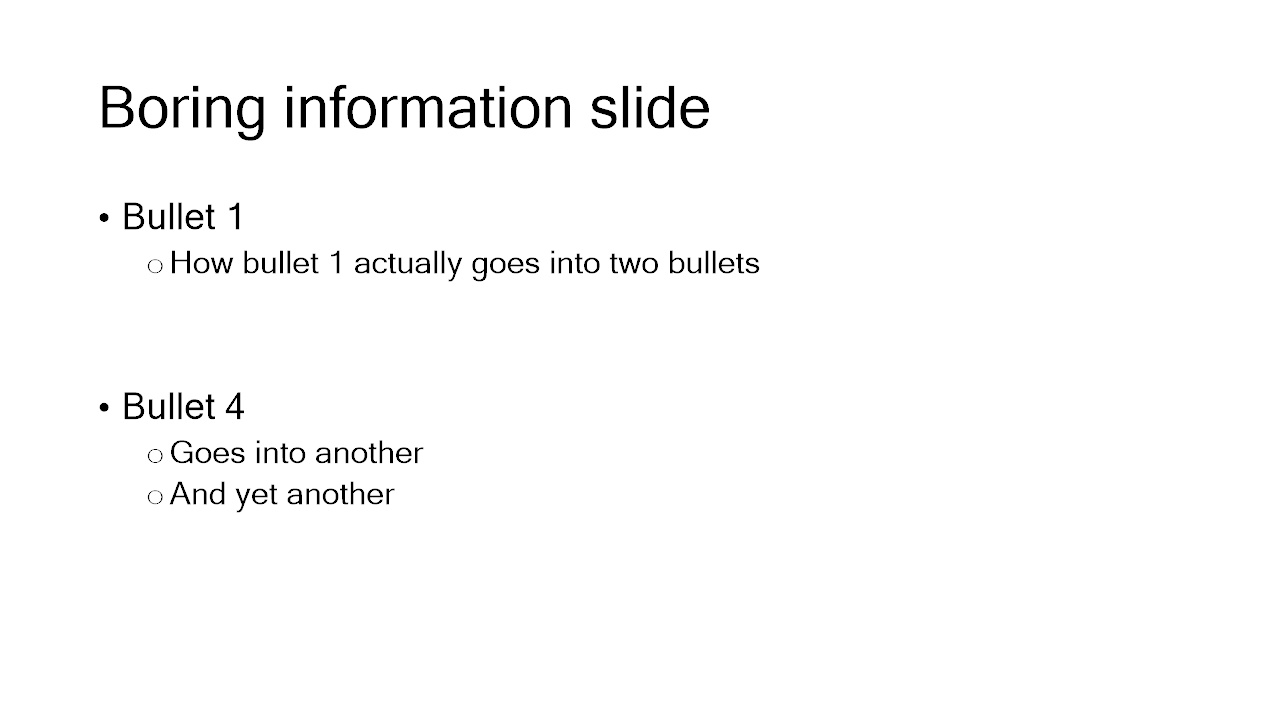 Boring information slide
• Bullet 1
○ How bullet 1 actually goes into two bullets
• Bullet 4
○ Goes into another
○ And yet another